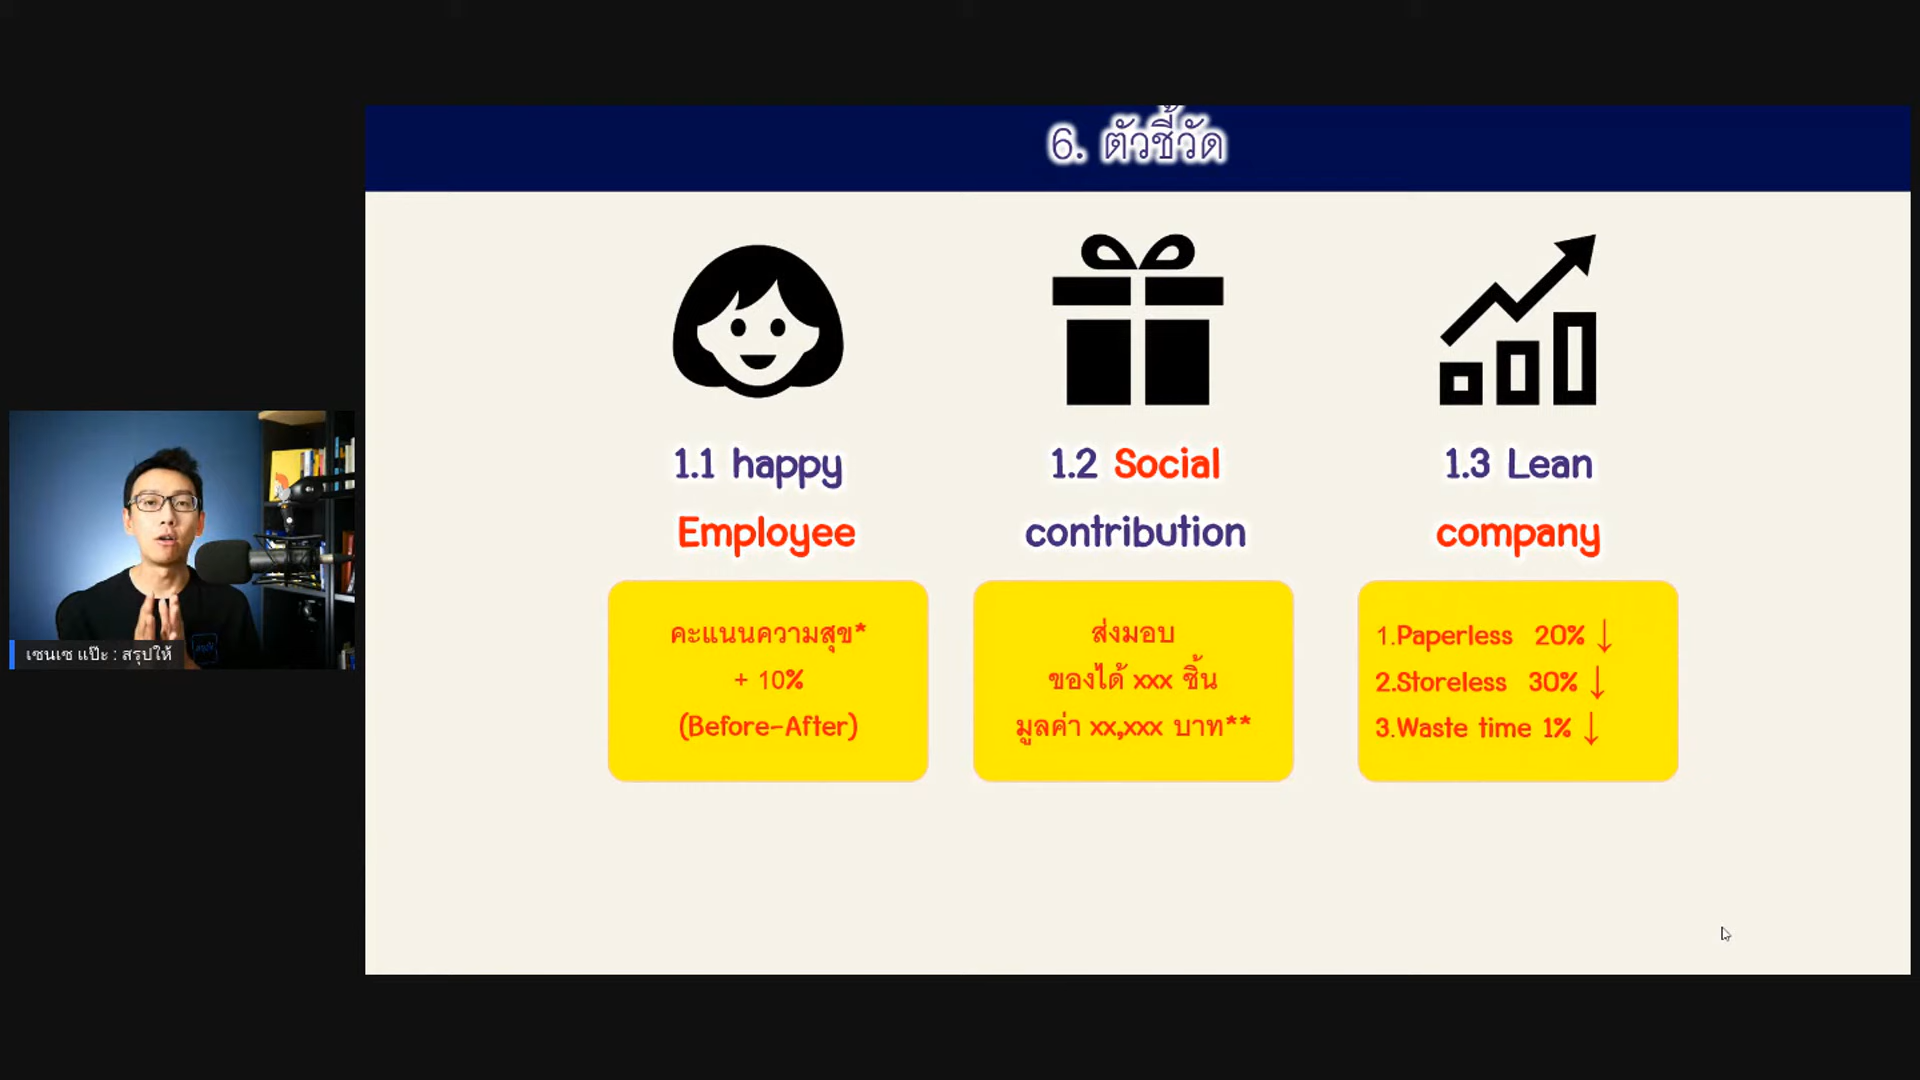 6. ตัวชี้วัด
1.1 happy
Employee
1.2 Social
contribution
1.3 Lean
company
คะแนนความสุข*
+ 10%
(Before-After)
ส่งมอบ
ของได้ xxx ชิ้น
มูลค่า xx,xxx บาท**
1.Paperless 20% ↓
2.Storeless 30% ↓
3.Waste time 1% ↓
เซนเซ แป๊ะ : สรุปให้